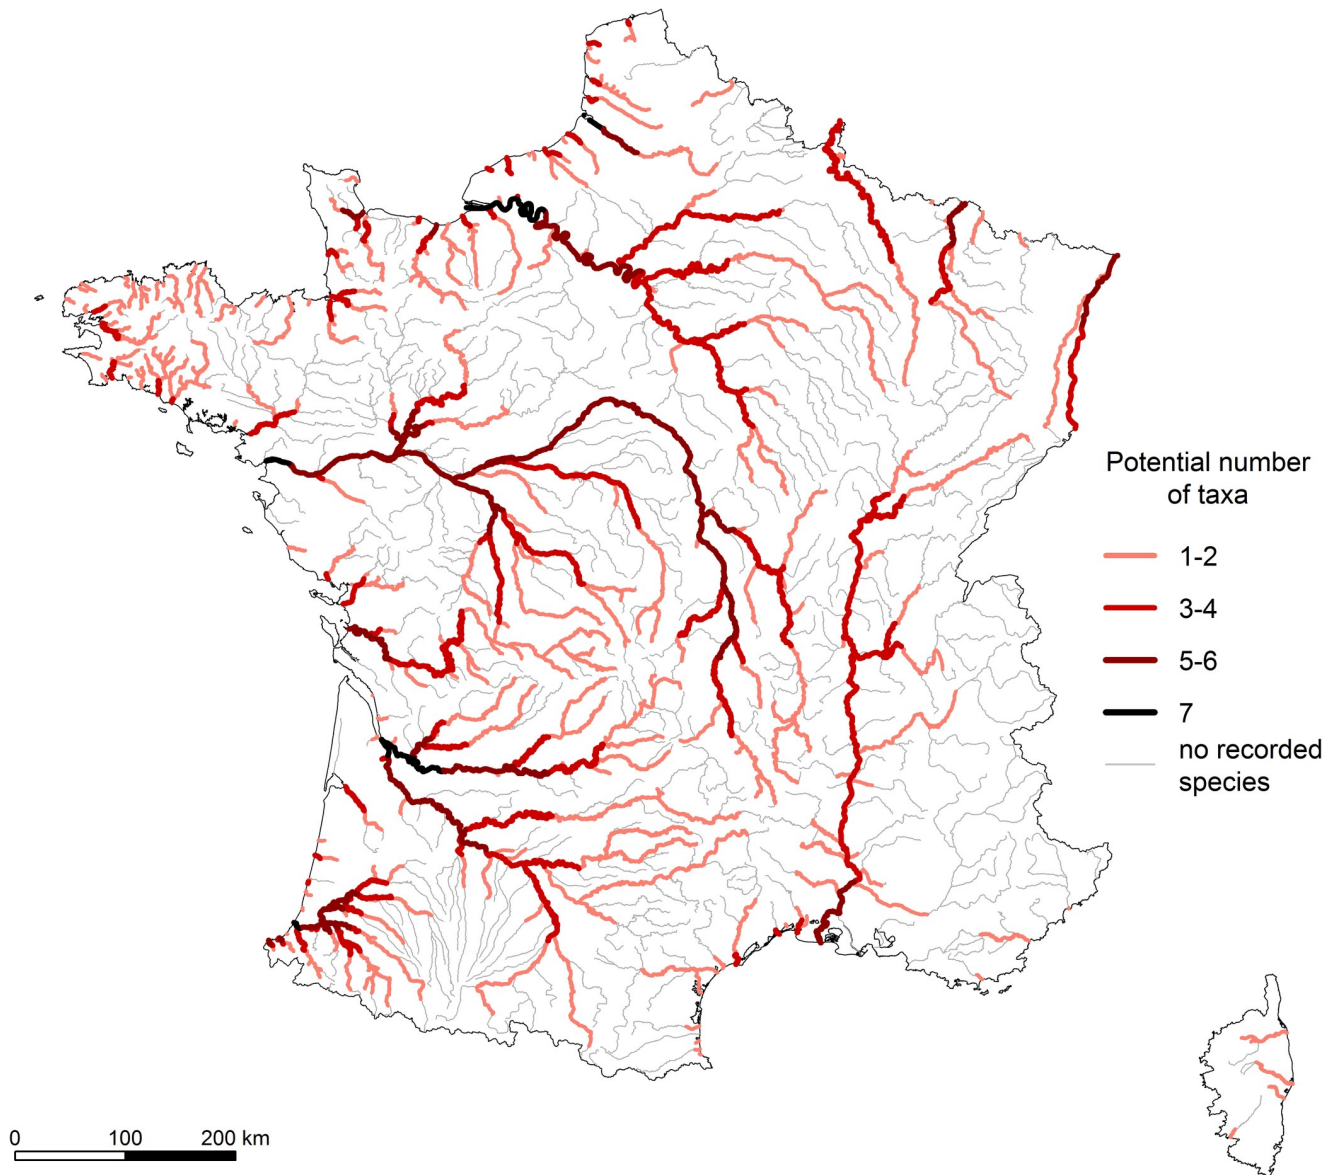 Potential number
of taxa
1-2
3-4
5-6
7
no recorded
species
0 100 200 km